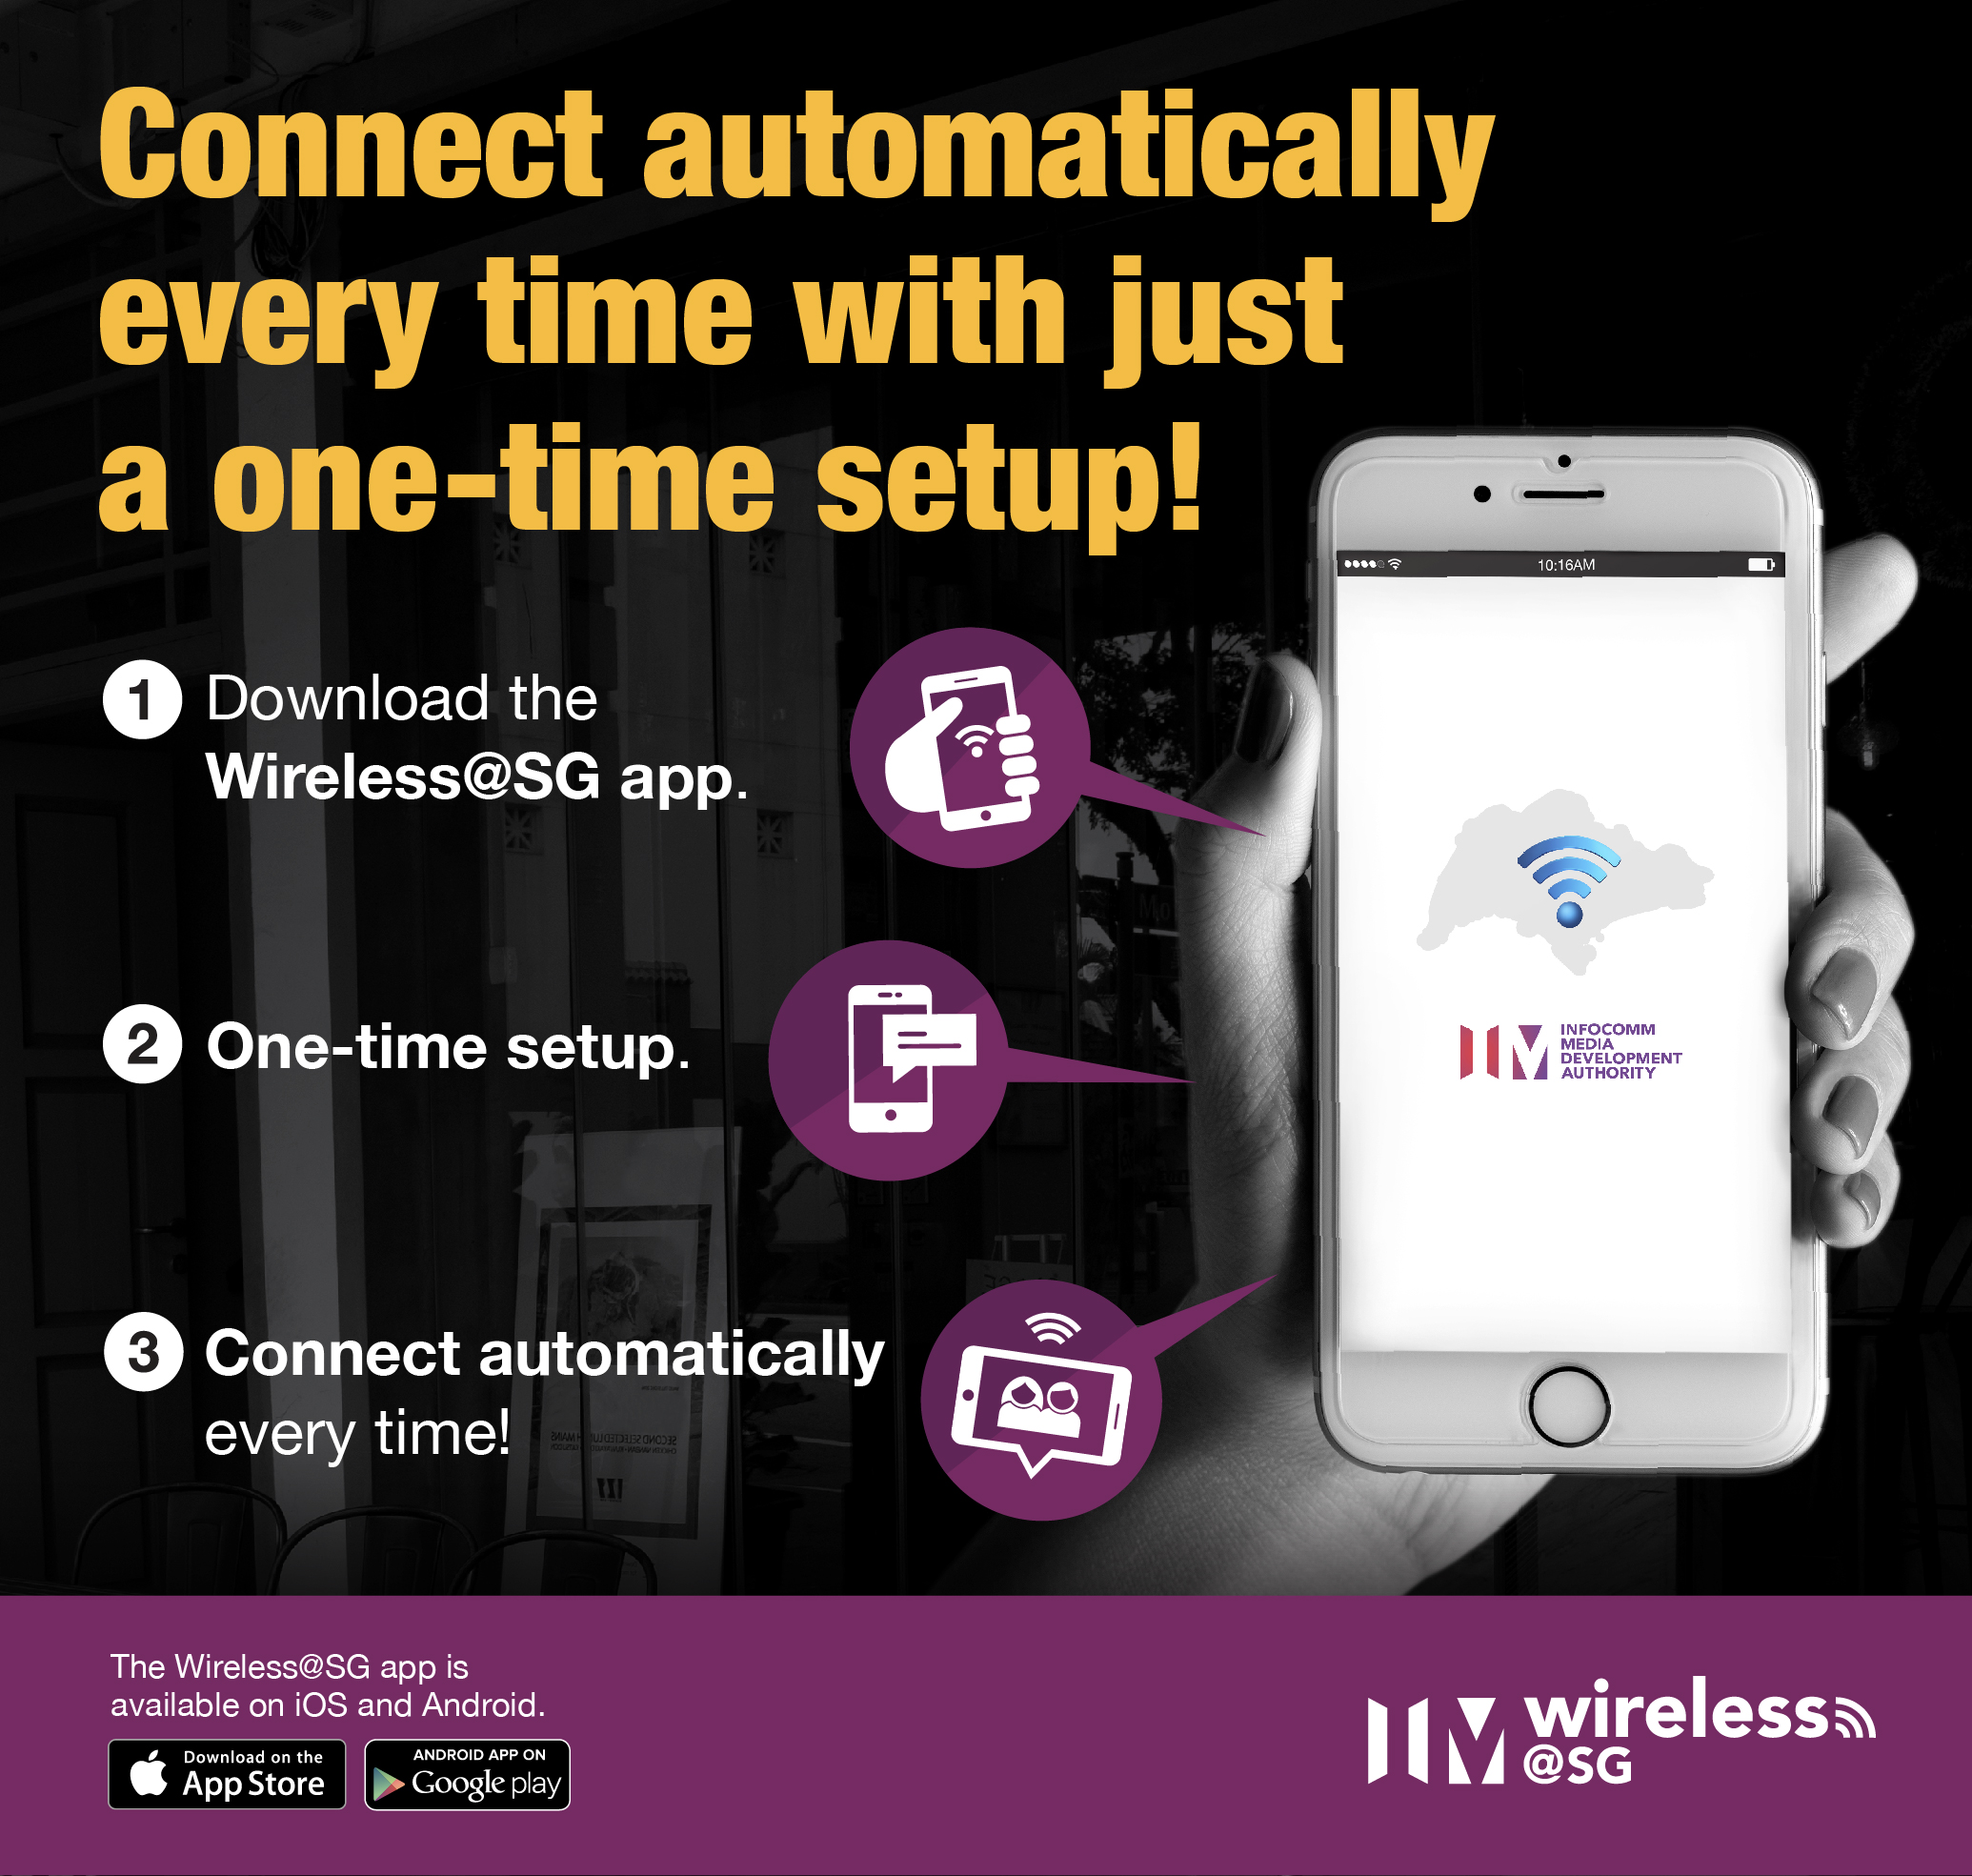 Connect automatically
every time with just
a one-time setup!
10:16AM
1 Download the
Wireless@SG app.
INFOCOMM
MEDIA
DEVELOPMENT
AUTHORITY
2 One-time setup.
3 Connect automatically
every time!
The Wireless@SG app is
available on iOS and Android.
Download on the
App Store
ANDROID APP ON
Google play
wireless
@SG